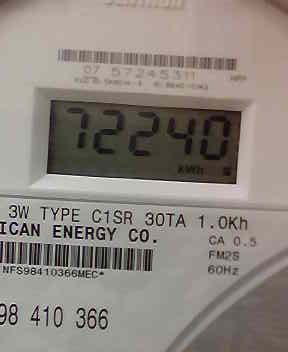 07 57245311
72240
kWh
3W TYPE C1SR 30TA 1.0Kh
ICAN ENERGY CO.
CA 0.5
FM2S
60Hz
NFS98410366MEC*
98 410 366